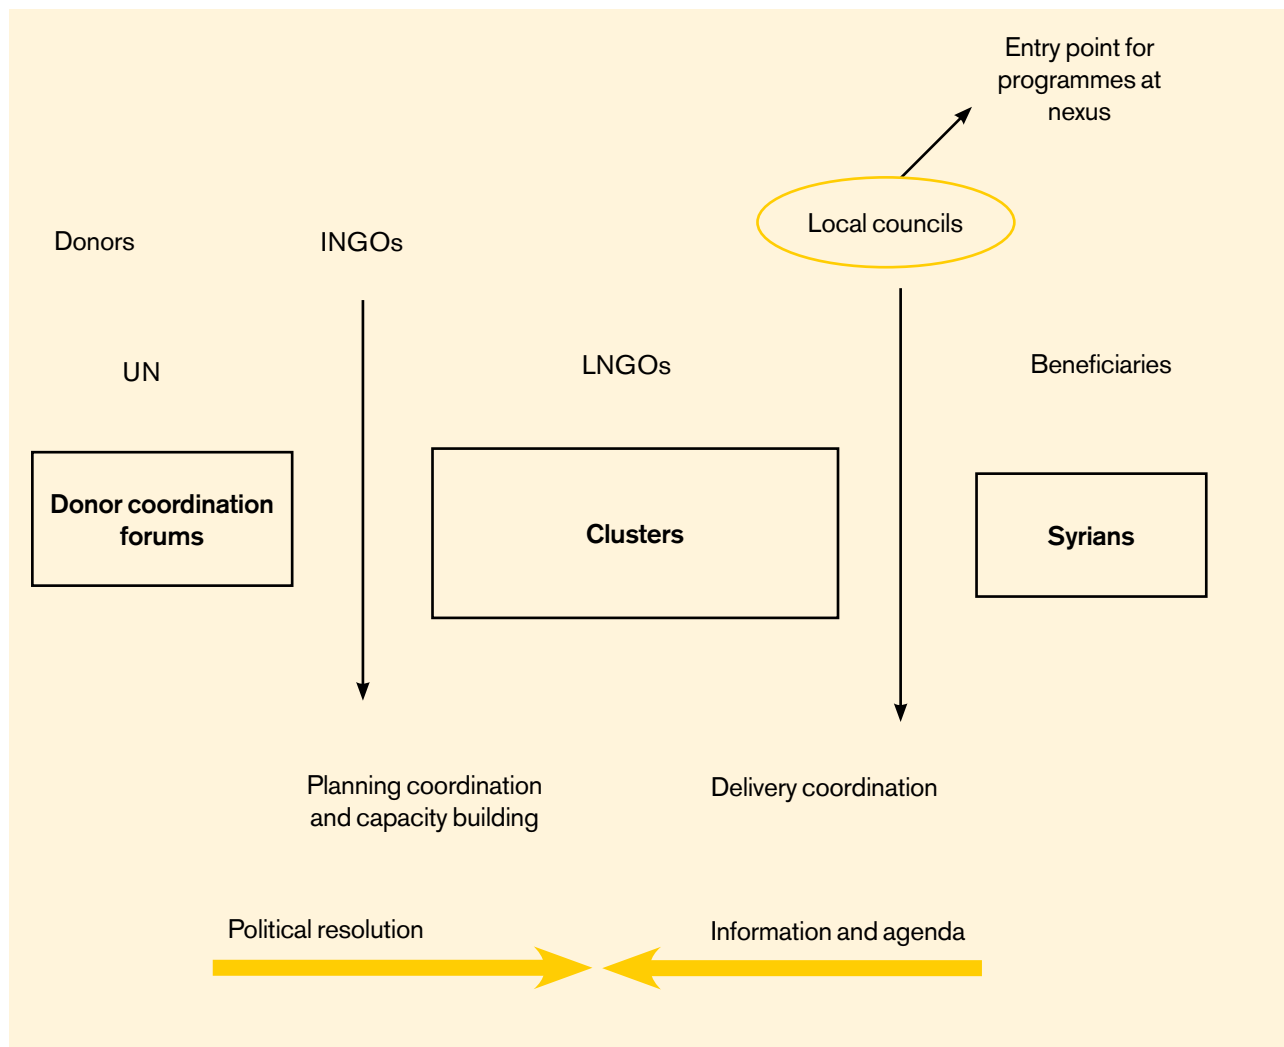 Entry point for
programmes at
nexus
Local councils
Donors
INGOs
UN
LNGOs
Beneficiaries
Donor coordination
forums
Clusters
Syrians
Planning coordination
and capacity building
Delivery coordination
Political resolution
Information and agenda